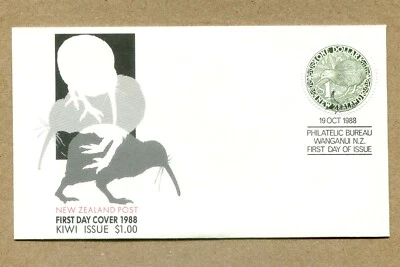 ONE DOLLAR
1
NEW ZEALAND
19 OCT 1988
PHILATELIC BUREAU
WANGANUI N.Z.
FIRST DAY OF ISSUE
NEW ZEALAND POST
FIRST DAY COVER 1988
KIWI ISSUE $1.00